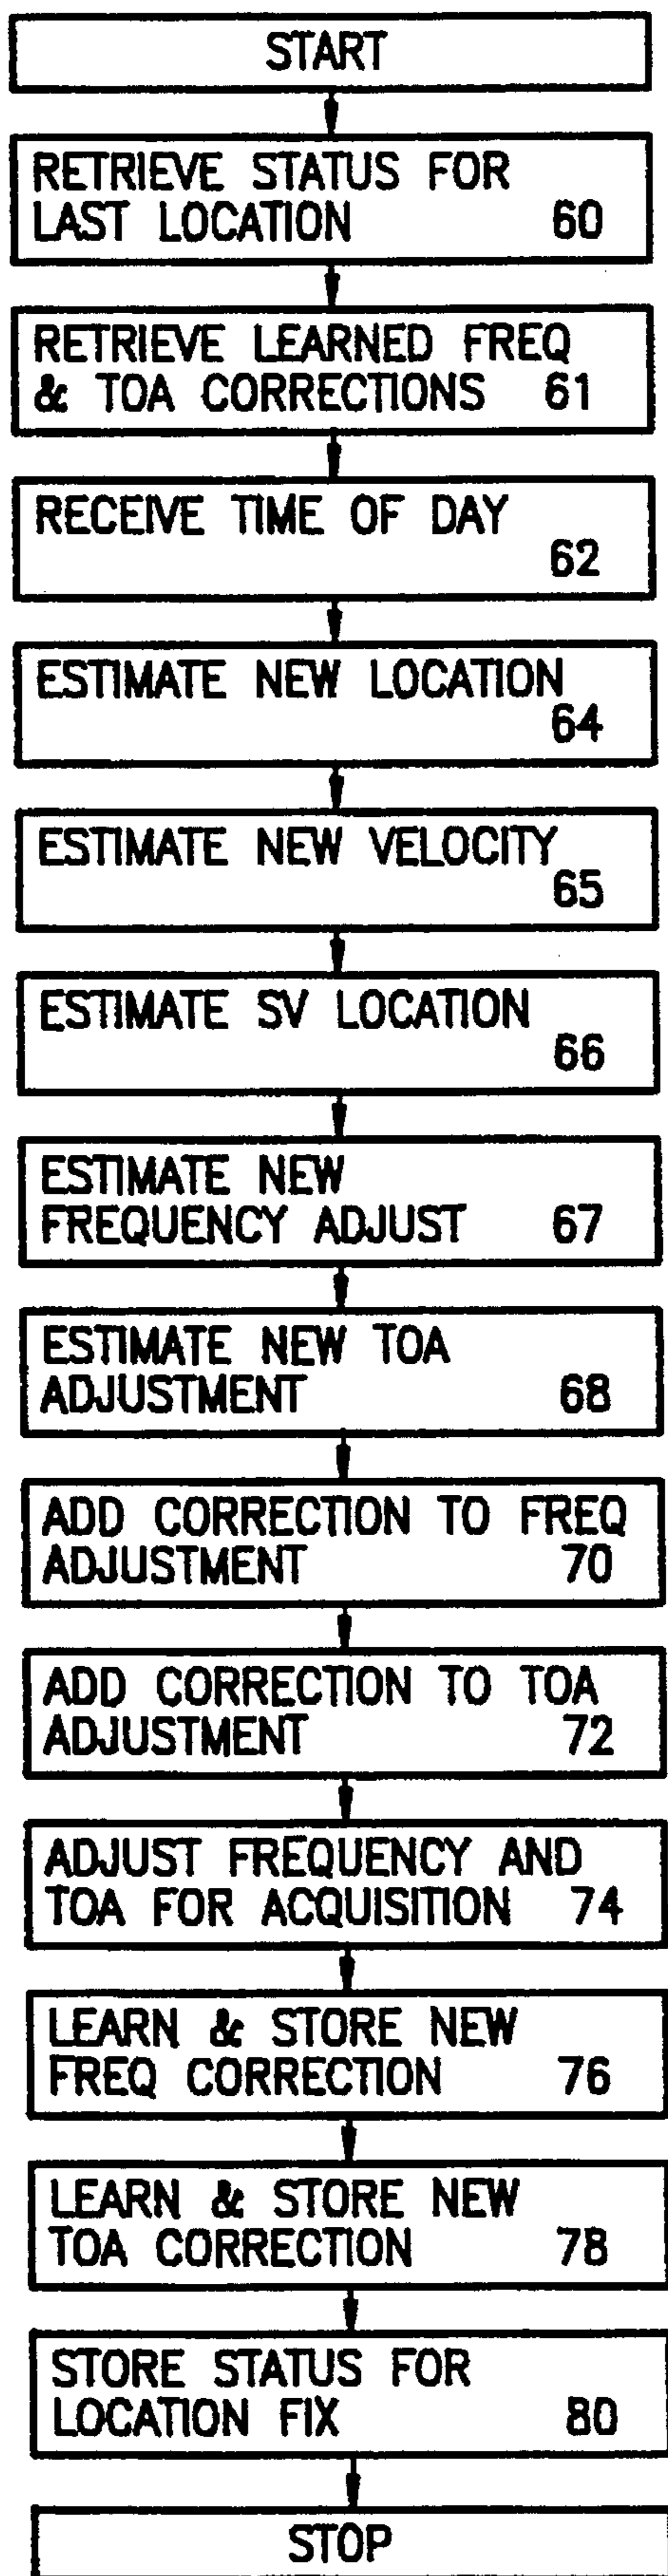 START
RETRIEVE STATUS FOR
LAST LOCATION 60
RETRIEVE LEARNED FREQ
& TOA CORRECTIONS 61
RECEIVE TIME OF DAY
62
ESTIMATE NEW LOCATION
64
ESTIMATE NEW VELOCITY
65
ESTIMATE SV LOCATION
66
ESTIMATE NEW
FREQUENCY ADJUST 67
ESTIMATE NEW TOA
ADJUSTMENT 68
ADD CORRECTION TO FREQ
ADJUSTMENT 70
ADD CORRECTION TO TOA
ADJUSTMENT 72
ADJUST FREQUENCY AND
TOA FOR ACQUISITION 74
LEARN & STORE NEW
FREQ CORRECTION 76
LEARN & STORE NEW
TOA CORRECTION 78
STORE STATUS FOR
LOCATION FIX 80
STOP